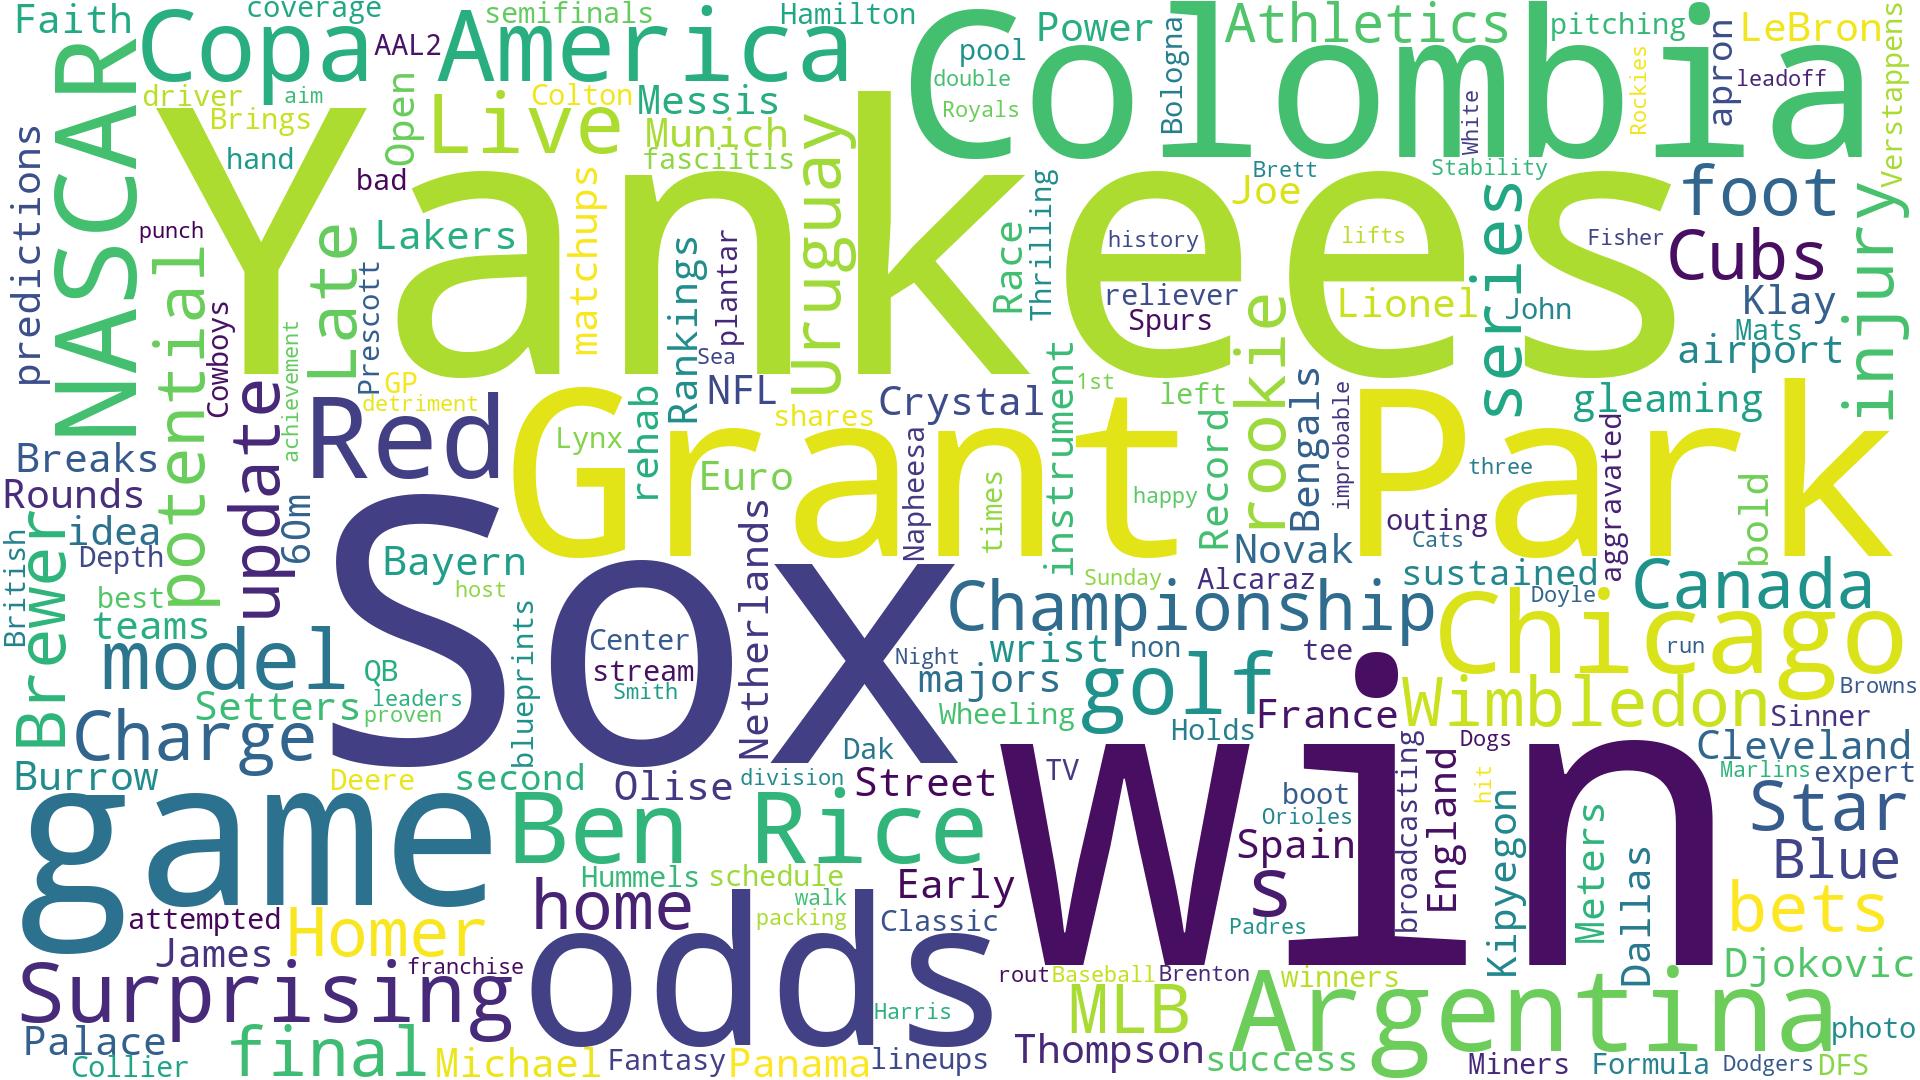 Faith
coverage
semifinals
Hamilton
Copa
AAL2
America
Colombia
pool
Power
double
Royals
Bologna
Athletics
pitching
LeBron
Rockies
apron
leadoff
Verstappens
White
NASCAR
driver
aim
Brings
hand
Open
bad
Live
Colton
Messis
Munich
fasciitis
Uruguay
Yankees
Brett
Joe
Stability
foot
predictions
punch
potential
Late
Lakers
matchups
Rankings
plantar
Sea
Race
Thrilling
history
reliever
Spurs
lifts
Lionel
series
John
Fisher
Cubs
Klay
Mats
airport
injury
Cowboys
achievement
Prescott
GP
detriment
Red
rehab
NFL
shares
Crystal
instrument
1st
left
rookie
Record
Bengals
improbable
gleaming
Grant Park
Lynx
Euro
Napheesa
times
happy
three
outing
Cats
aggravated
bold
Breaks
Rounds
idea
Depth
update
60m
British
Brewer
best
teams
Bayern
host
Netherlands
blueprints
Novak
Sunday
Alcaraz
sustained
Doyle
Canada
Sox
Center
stream
Smith
Championship
Night
wrist
non
tee
majors
Wheeling
golf
Holds
France
Chicago
run
Browns
Wimbledon
Sinner
model
QB
leaders
proven
Setters
Charge
Burrow
Deere
second
Olise
division
Dak
Street
TV
win
Dogs
Cleveland
Marlins
expert
game
Ben Rice
boot
Orioles
Spain
s
broadcasting
England
hit
Kipyegon
Meters
Dallas
Star
Blue
bets
Hummels
schedule
walk
packing
home
Early
Classic
Padres
attempted
Homer
James
franchise
Surprising
odds
Harris
rout
Baseball
Brenton
winners
Djokovic
MLB
Argentina
photo
Palace
Collier
final
Michael
Fantasy
Panama
lineups
Thompson
success
Miners
Formula
Dodgers
DFS